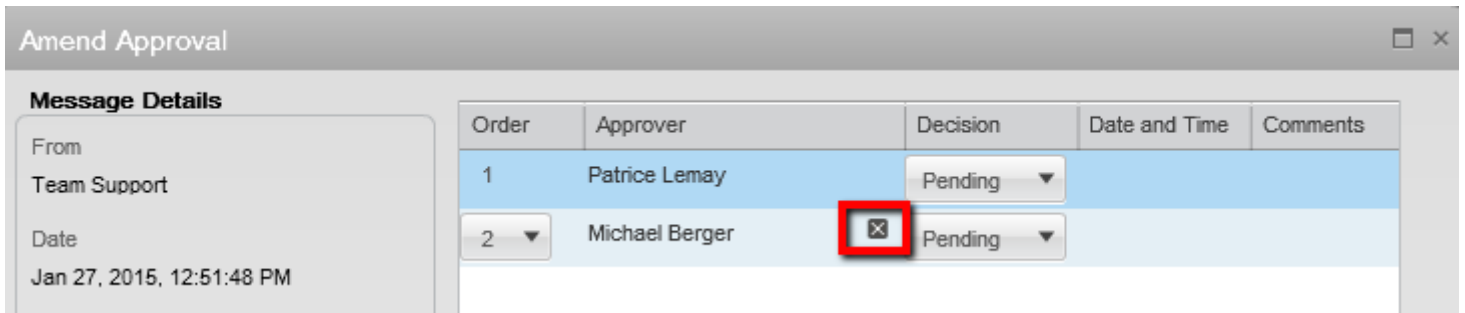 Amend Approval
Message Details
From
Team Support
Date
Jan 27, 2015, 12:51:48 PM
Order Approver Decision Date and Time Comments
1 Patrice Lemay Pending
2 Michael Berger Pending